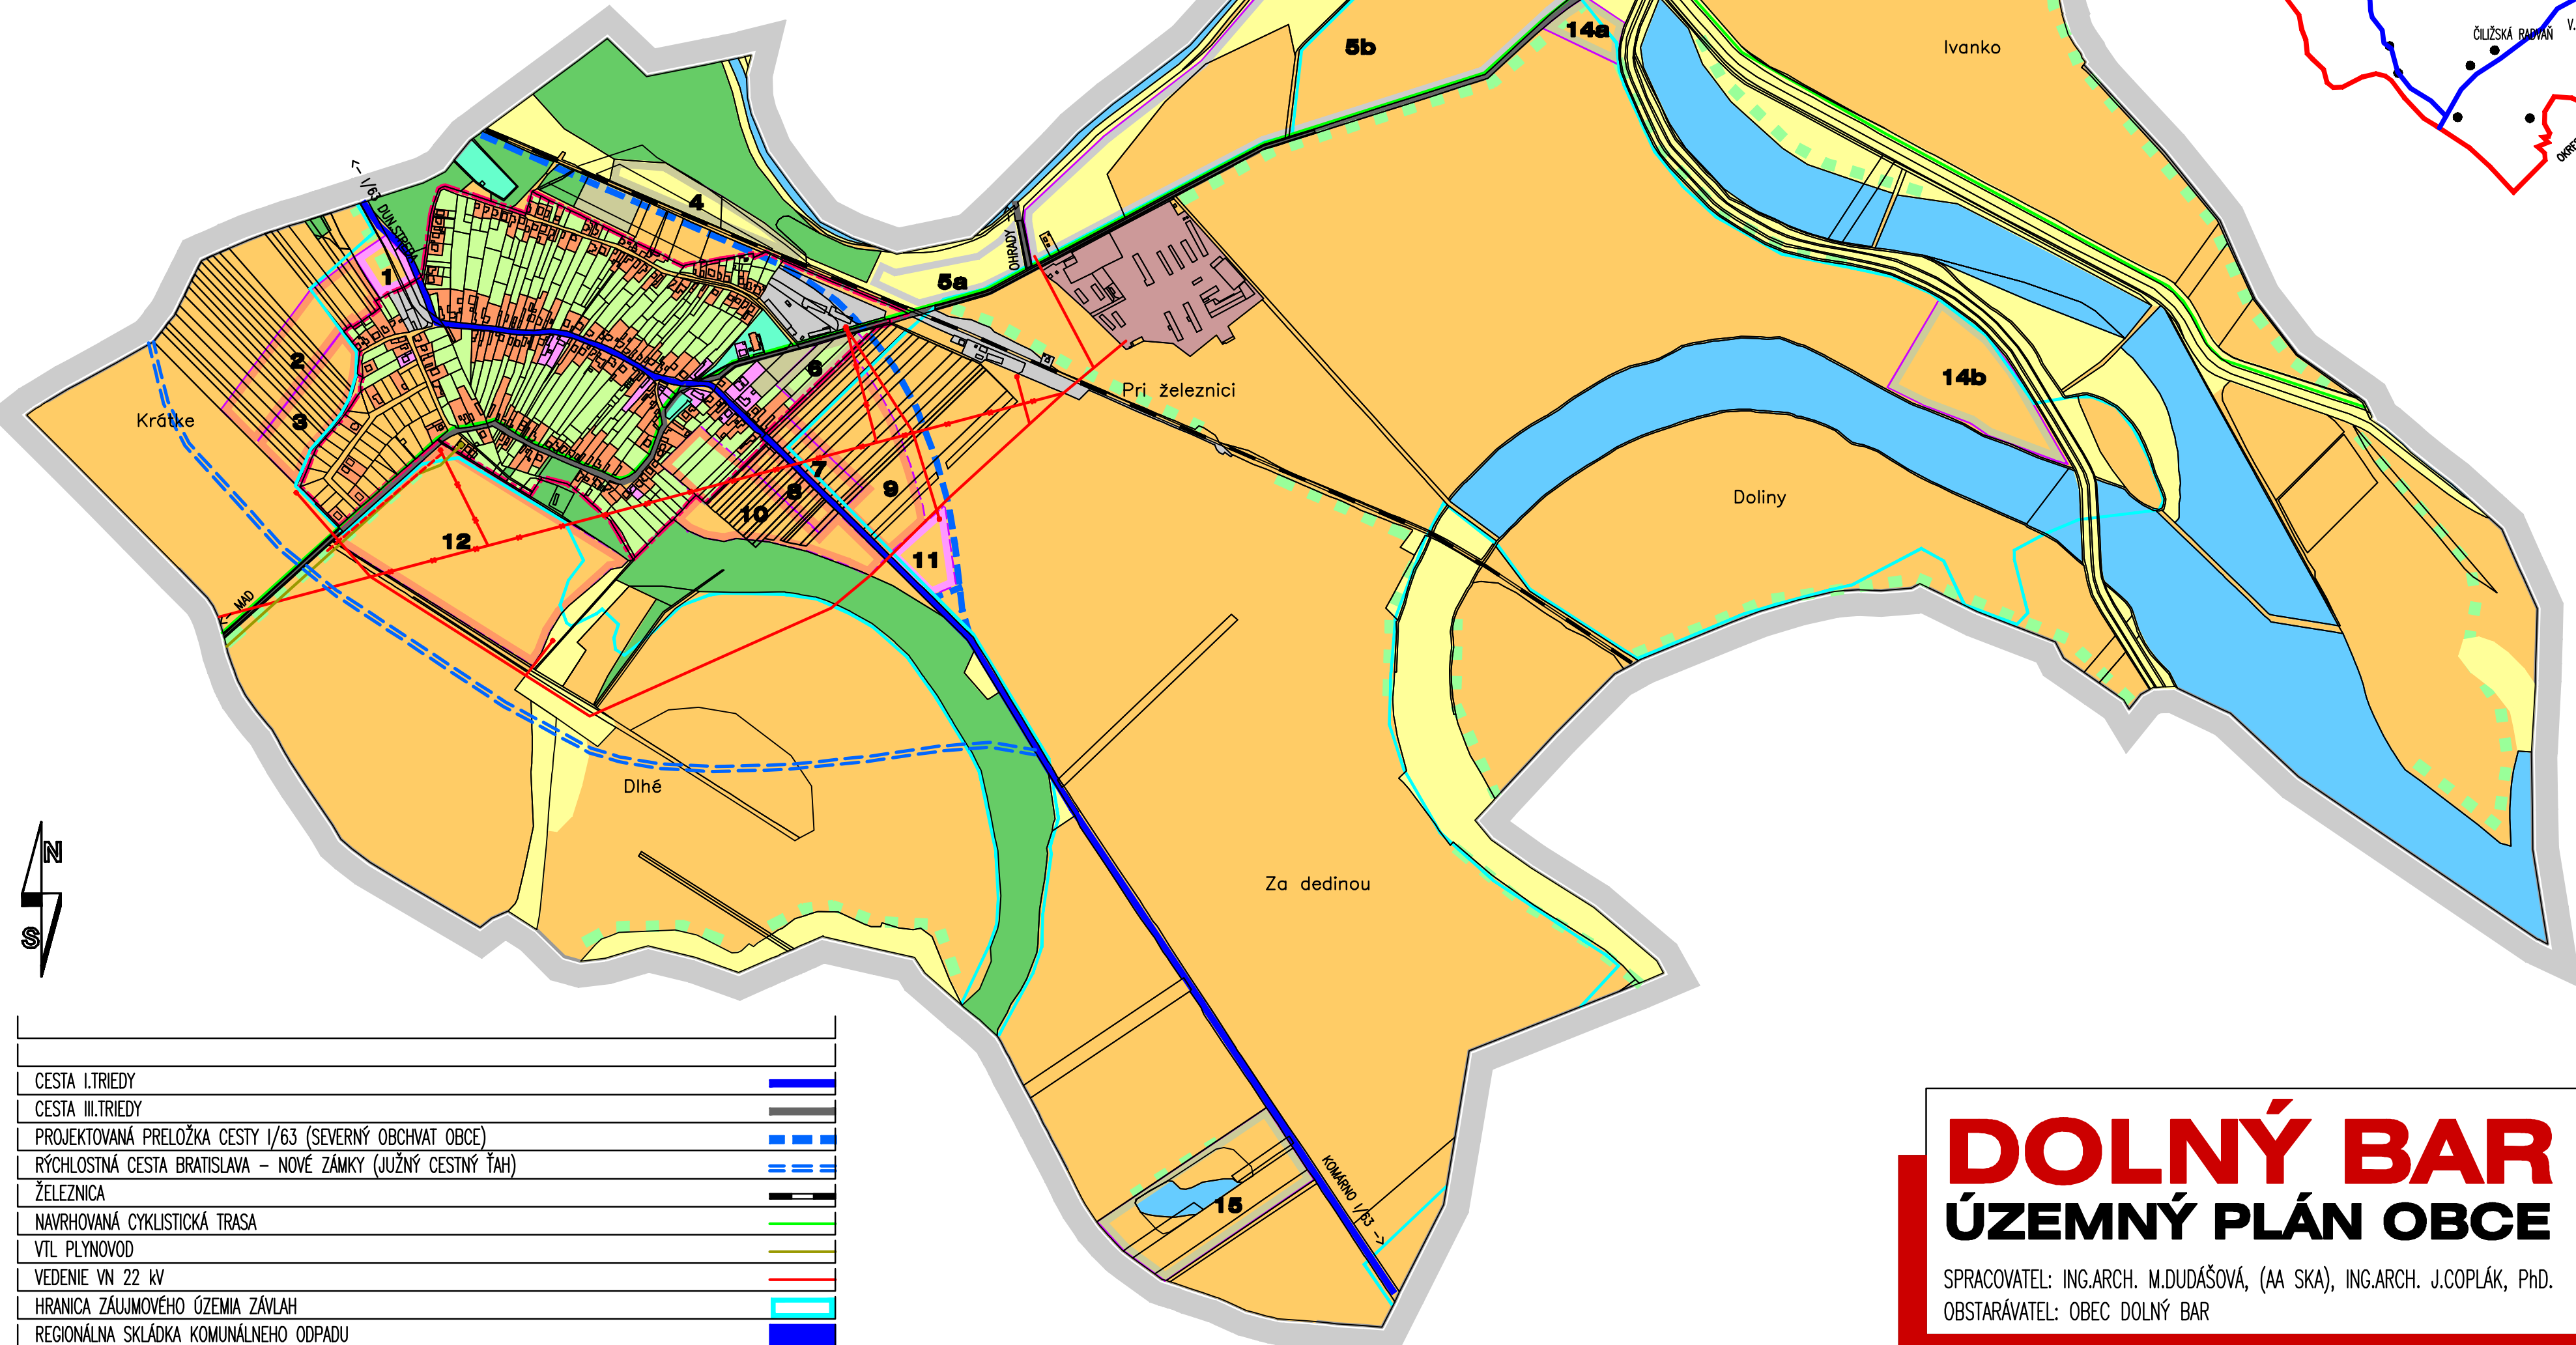 5b
14a
Ivanko
ČILIŽSKÁ RADVAŇ
V.
← I/63 DUN.STREDA
4
1
OHRADY →
5a
2
6
Krátke
3
Pri železnici
14b
7
8
9
10
Doliny
12
11
← MAD
Dlhé
Za dedinou
N
S
15
KOMÁRNO I/63 →
CESTA I.TRIEDY
CESTA III.TRIEDY
PROJEKTOVANÁ PRELOŽKA CESTY I/63 (SEVERNÝ OBCHVAT OBCE)
RÝCHLOSTNÁ CESTA BRATISLAVA – NOVÉ ZÁMKY (JUŽNÝ CESTNÝ ŤAH)
ŽELEZNICA
NAVRHOVANÁ CYKLISTICKÁ TRASA
VTL PLYNOVOD
VEDENIE VN 22 kV
HRANICA ZÁUJMOVÉHO ÚZEMIA ZÁVLAH
REGIONÁLNA SKLÁDKA KOMUNÁLNEHO ODPADU
DOLNÝ BAR
ÚZEMNÝ PLÁN OBCE
SPRACOVATEL: ING.ARCH. M.DUDÁŠOVÁ, (AA SKA), ING.ARCH. J.COPLÁK, PhD.
OBSTARÁVATEL: OBEC DOLNÝ BAR